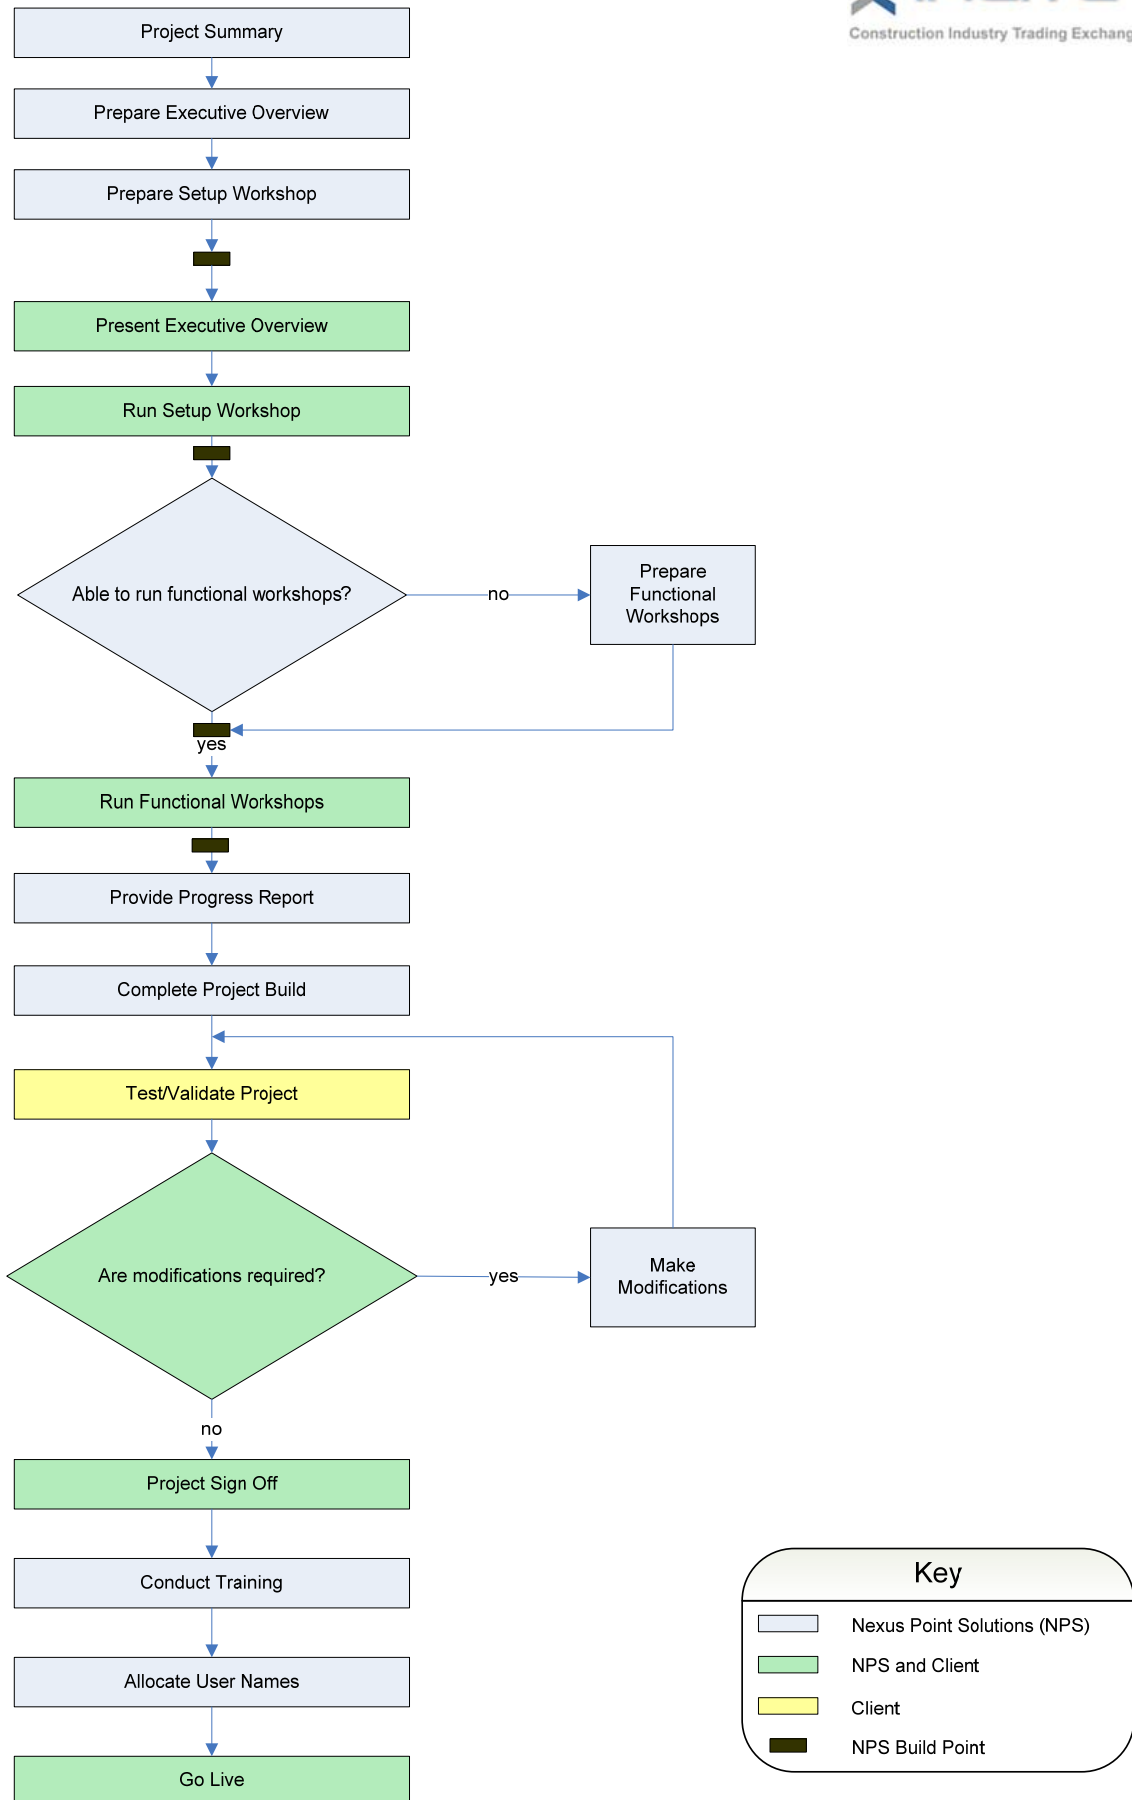 Construction Industry Trading Exchang
Project Summary
Prepare Executive Overview
Prepare Setup Workshop
Present Executive Overview
Run Setup Workshop
Able to run functional workshops?
no
Prepare
Functional
Workshops
yes
Run Functional Workshops
Provide Progress Report
Complete Project Build
Test/Validate Project
Are modifications required?
yes
Make
Modifications
no
Project Sign Off
Conduct Training
Allocate User Names
Go Live
Key
Nexus Point Solutions (NPS)
NPS and Client
Client
NPS Build Point